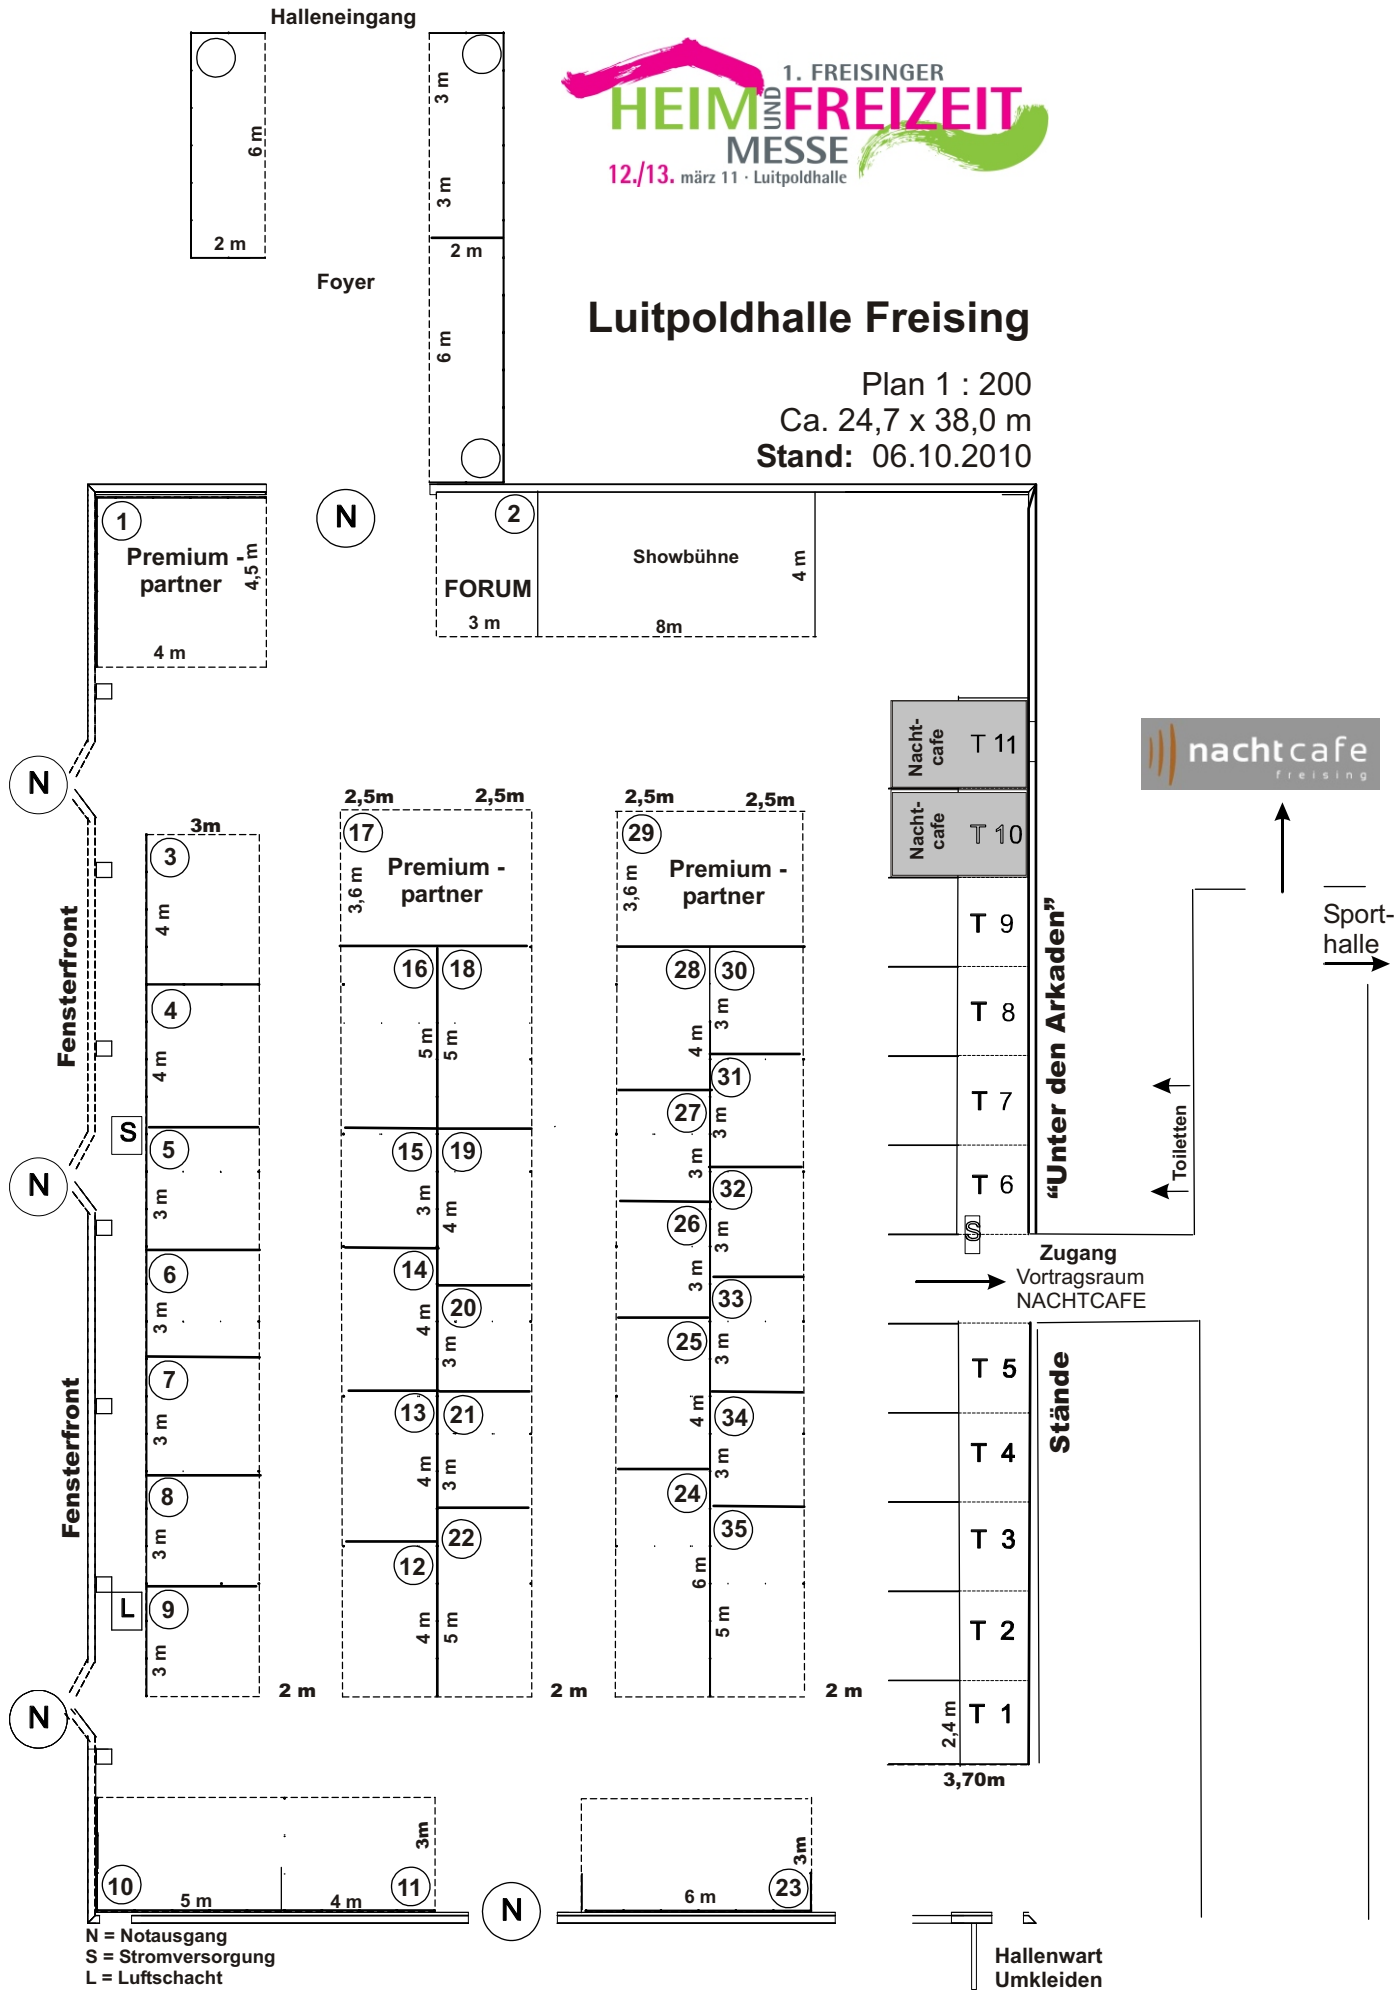 Halleneingang
1. FREISINGER
HEIM UND FREIZEIT
MESSE
12./13. märz 11 · Luitpoldhalle
3 m
6 m
3 m
2 m
2 m
Foyer
6 m
Luitpoldhalle Freising
Plan 1 : 200
Ca. 24,7 x 38,0 m
Stand: 06.10.2010
1
Premium -
partner
4,5 m
4 m
N
2
FORUM
3 m
Showbühne
4 m
8m
N
Nacht-
cafe
T 11
Nacht-
cafe
T 10
nachtcafe
freising
Sport-
halle
3m
3
4 m
4
4 m
S
5
3 m
6
3 m
7
3 m
8
3 m
L
9
3 m
Fensterfront
N
Fensterfront
N
2,5m
2,5m
17
Premium -
partner
3,6 m
16
18
5 m
5 m
15
19
3 m
4 m
14
20
4 m
3 m
13
21
4 m
3 m
12
22
4 m
5 m
2,5m
2,5m
29
Premium -
partner
3,6 m
28
30
4 m
3 m
31
27
3 m
3 m
32
26
3 m
3 m
33
25
3 m
4 m
34
24
3 m
35
6 m
5 m
2 m
2 m
2 m
T 9
T 8
T 7
T 6
S
"Unter den Arkaden"
Toiletten
Zugang
Vortragsraum
NACHTCAFE
T 5
T 4
T 3
T 2
T 1
2,4 m
3,70m
Stände
10
5 m
4 m
11
3m
N
6 m
23
3m
N = Notausgang
S = Stromversorgung
L = Luftschacht
Hallenwart
Umkleiden